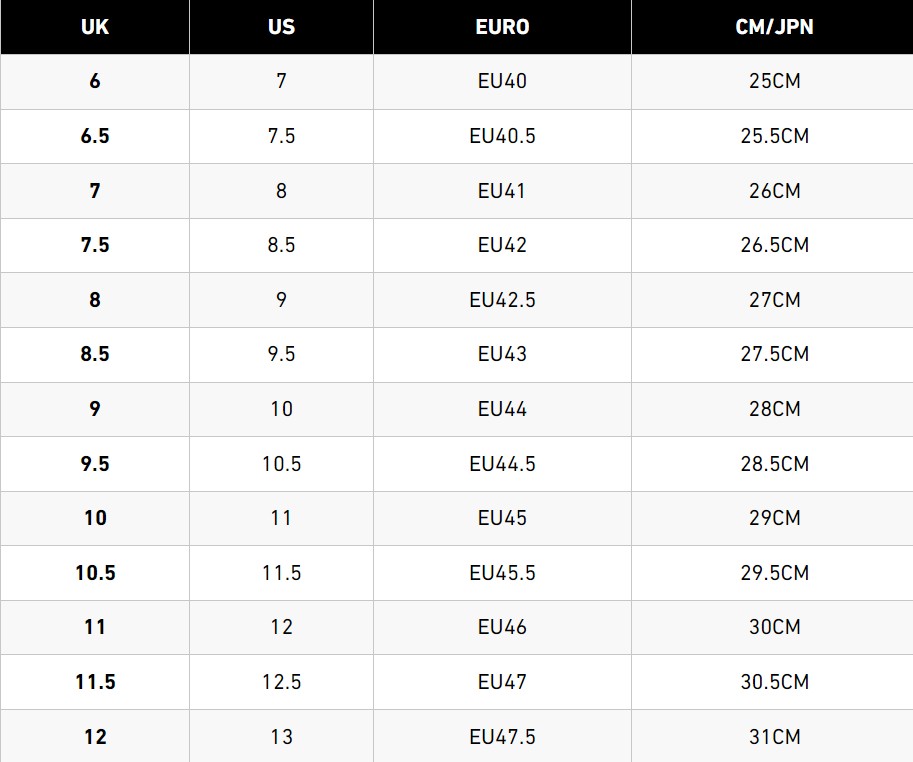 UK US EURO CM/JPN
6 7 EU40 25CM
6.5 7.5 EU40.5 25.5CM
7 8 EU41 26CM
7.5 8.5 EU42 26.5CM
8 9 EU42.5 27CM
8.5 9.5 EU43 27.5CM
9 10 EU44 28CM
9.5 10.5 EU44.5 28.5CM
10 11 EU45 29CM
10.5 11.5 EU45.5 29.5CM
11 12 EU46 30CM
11.5 12.5 EU47 30.5CM
12 13 EU47.5 31CM